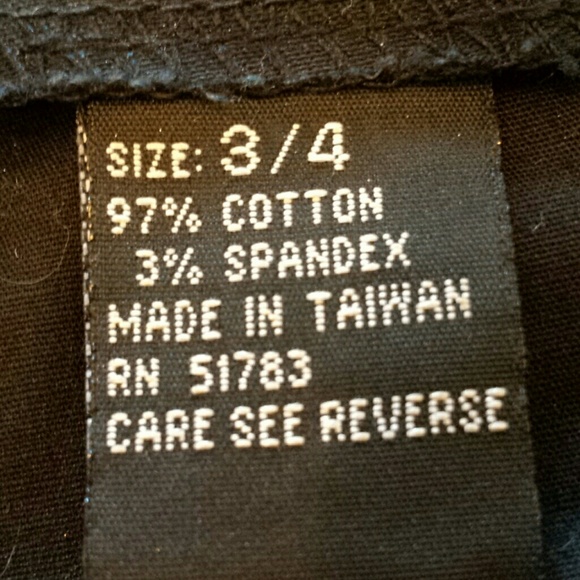 SIZE: 3/4
97% COTTON
3% SPANDEX
MADE IN TAIWAN
RN 51783
CARE SEE REVERSE